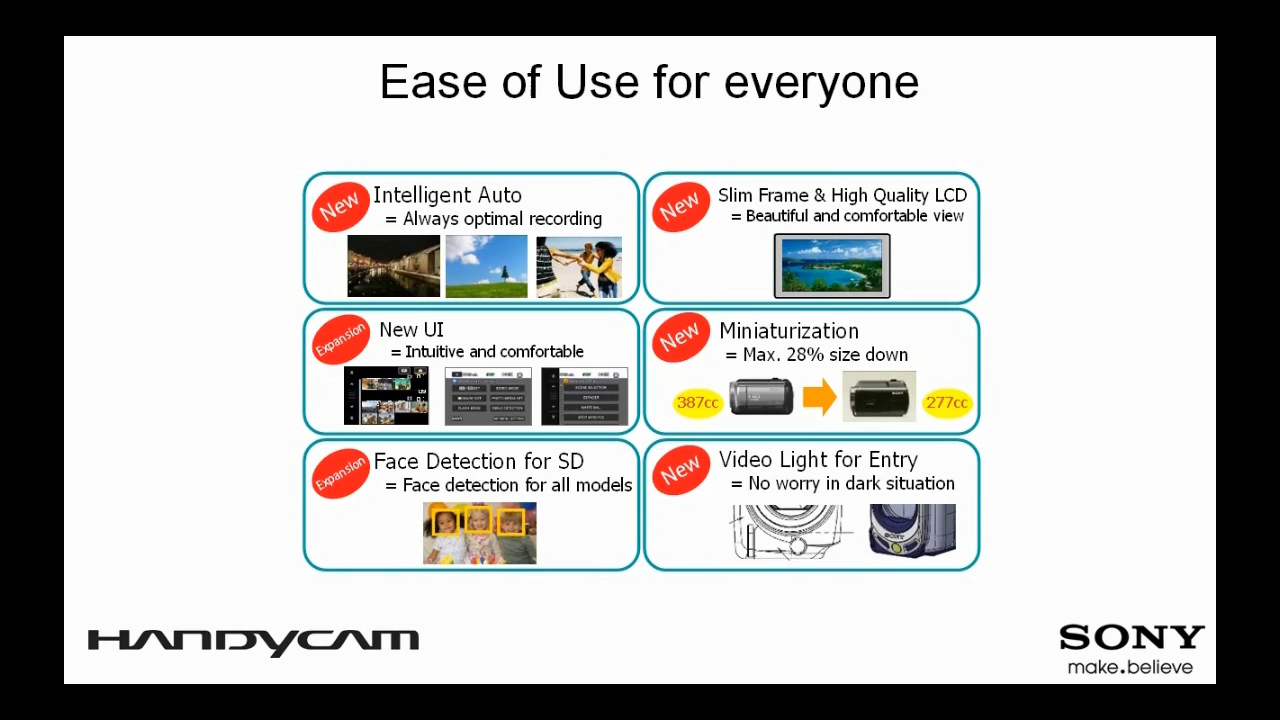 Ease of Use for everyone
New
Intelligent Auto
= Always optimal recording
New
Slim Frame & High Quality LCD
= Beautiful and comfortable view
Expansion
New UI
= Intuitive and comfortable
New
Miniaturization
= Max. 28% size down
387cc
277cc
Expansion
Face Detection for SD
= Face detection for all models
New
Video Light for Entry
= No worry in dark situation
SONY
HANDYCAM
SONY
make.believe